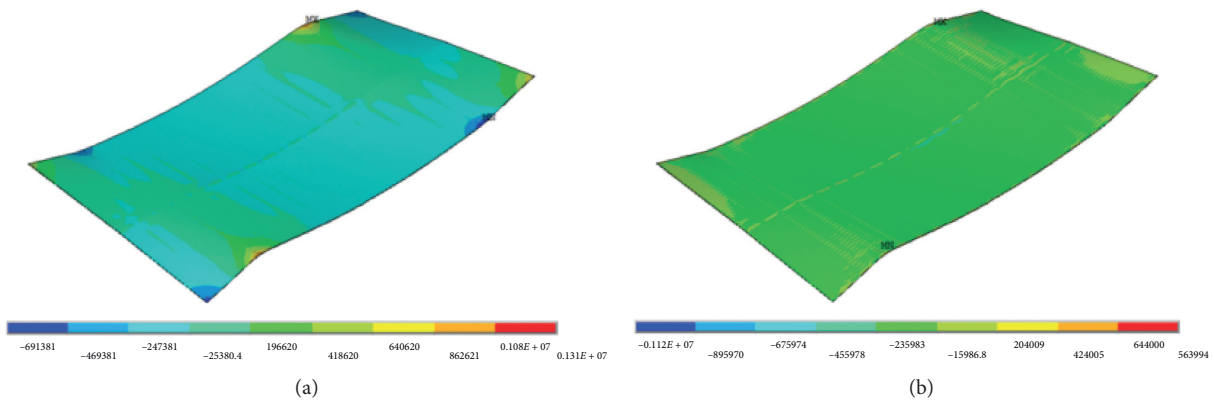 MX
MN
−691381
−469381
−247381
−25380.4
196620
418620
640620
862621
0.108E + 07
0.131E + 07
(a)
MX
MN
−0.112E + 07
−895970
−675974
−455978
−235983
−15986.8
204009
424005
644000
563994
(b)